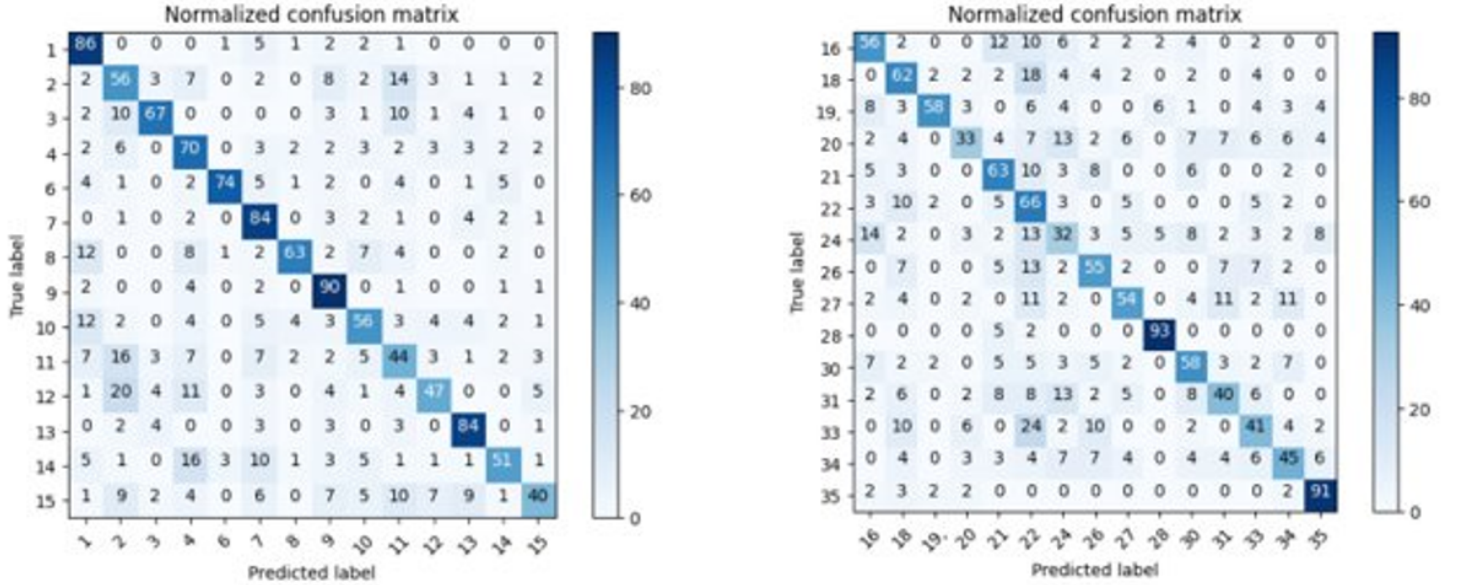 Normalized confusion matrix
1 86 0 0 0 1 5 1 2 2 1 0 0 0 0
2 2 56 3 7 0 2 0 8 2 14 3 1 1 2
3 2 10 67 0 0 0 0 3 1 10 1 4 1 0
4 2 6 0 70 0 3 2 2 3 2 3 3 2 2
6 4 1 0 2 74 5 1 2 0 4 0 1 5 0
7 0 1 0 2 0 84 0 3 2 1 0 4 2 1
8 12 0 0 8 1 2 63 2 7 4 0 0 2 0
9 2 0 0 4 0 2 0 90 0 1 0 0 1 1
10 12 2 0 4 0 5 4 3 56 3 4 4 2 1
11 7 16 3 7 0 7 2 2 5 44 3 1 2 3
12 1 20 4 11 0 3 0 4 1 4 47 0 0 5
13 0 2 4 0 0 3 0 3 0 3 0 84 0 1
14 5 1 0 16 3 10 1 3 5 1 1 1 51 1
15 1 9 2 4 0 6 0 7 5 10 7 9 1 40
1 2 3 4 6 7 8 9 10 11 12 13 14 15
True label
Predicted label
80
60
40
20
0
Normalized confusion matrix
16 56 2 0 0 12 10 6 2 2 2 4 0 2 0 0
18 0 62 2 2 2 18 4 4 2 0 2 0 4 0 0
19. 8 3 58 3 0 6 4 0 0 6 1 0 4 3 4
20 2 4 0 33 4 7 13 2 6 0 7 7 6 6 4
21 5 3 0 0 63 10 3 8 0 0 6 0 0 2 0
22 3 10 2 0 5 66 3 0 5 0 0 0 5 2 0
24 14 2 0 3 2 13 32 3 5 5 8 2 3 2 8
26 0 7 0 0 5 13 2 55 2 0 0 7 7 2 0
27 2 4 0 2 0 11 2 0 54 0 4 11 2 11 0
28 0 0 0 0 5 2 0 0 0 93 0 0 0 0 0
30 7 2 2 0 5 5 3 5 2 0 58 3 2 7 0
31 2 6 0 2 8 8 13 2 5 0 8 40 6 0 0
33 0 10 0 6 0 24 2 10 0 0 2 0 41 4 2
34 0 4 0 3 3 4 7 7 4 0 4 4 6 45 6
35 2 3 2 2 0 0 0 0 0 0 0 0 0 2 91
16 18 19. 20 21 22 24 26 27 28 30 31 33 34 35
True label
Predicted label
80
60
40
20
0